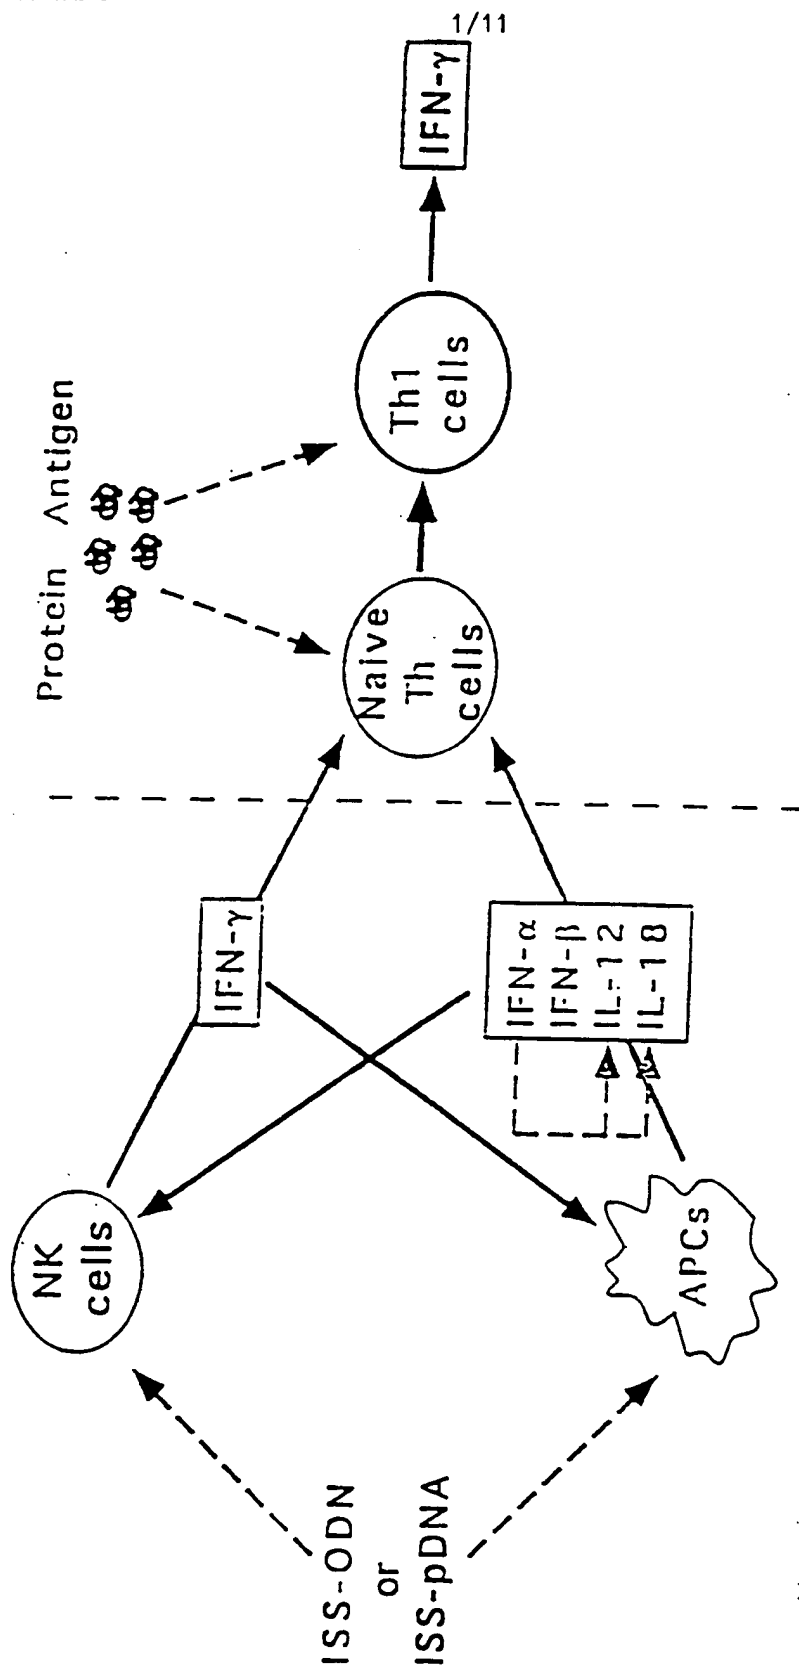 1/11
ISS-ODN
or
ISS-pDNA
NK
cells
APCs
IFN-γ
IFN-α
IFN-β
IL-12
IL-18
Protein Antigen
Naive
Th
cells
Th1
cells
IFN-γ